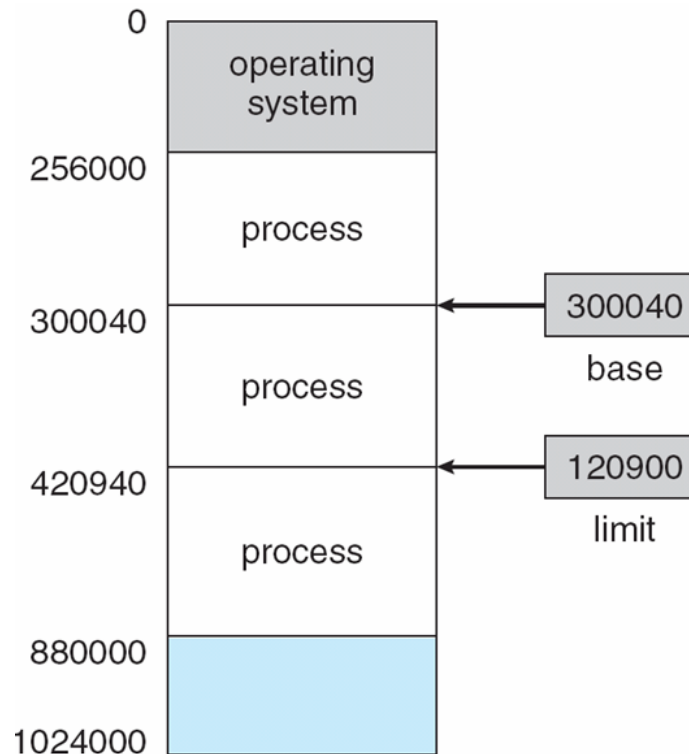 0
operating
system
256000
process
300040
300040
base
process
120900
420940
limit
process
880000
1024000